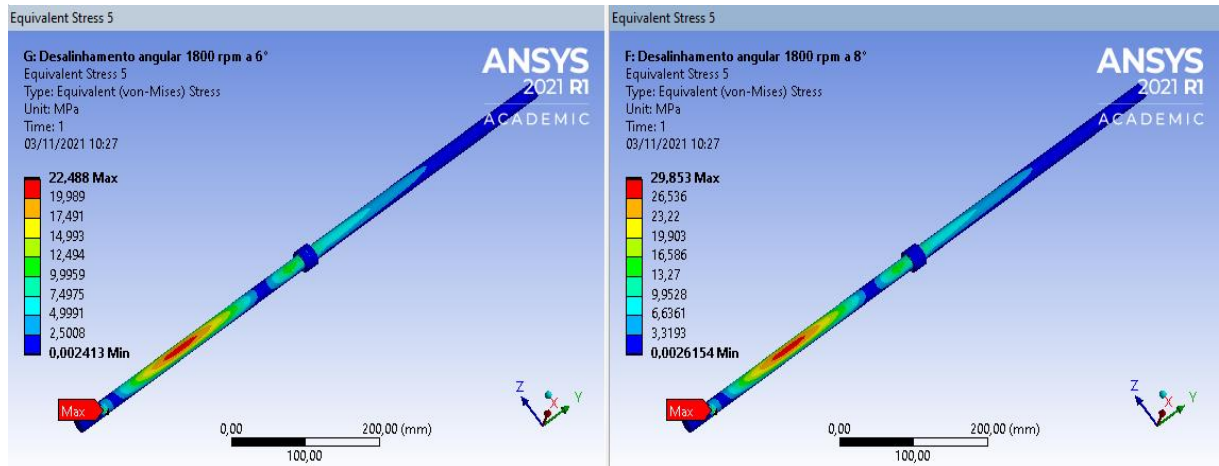 Equivalent Stress 5
G: Desalinhamento angular 1800 rpm a 6°
Equivalent Stress 5
Type: Equivalent (von-Mises) Stress
Unit: MPa
Time: 1
03/11/2021 10:27
22,488 Max
19,989
17,491
14,993
12,494
9,9959
7,4975
4,9991
2,5008
0,002413 Min
ANSYS
2021 R1
ACADEMIC
Max
0,00 200,00 (mm)
100,00
Z
X
Y
Equivalent Stress 5
F: Desalinhamento angular 1800 rpm a 8°
Equivalent Stress 5
Type: Equivalent (von-Mises) Stress
Unit: MPa
Time: 1
03/11/2021 10:27
29,853 Max
26,536
23,22
19,903
16,586
13,27
9,9528
6,6361
3,3193
0,0026154 Min
ANSYS
2021 R1
ACADEMIC
Max
0,00 200,00 (mm)
100,00
Z
X
Y